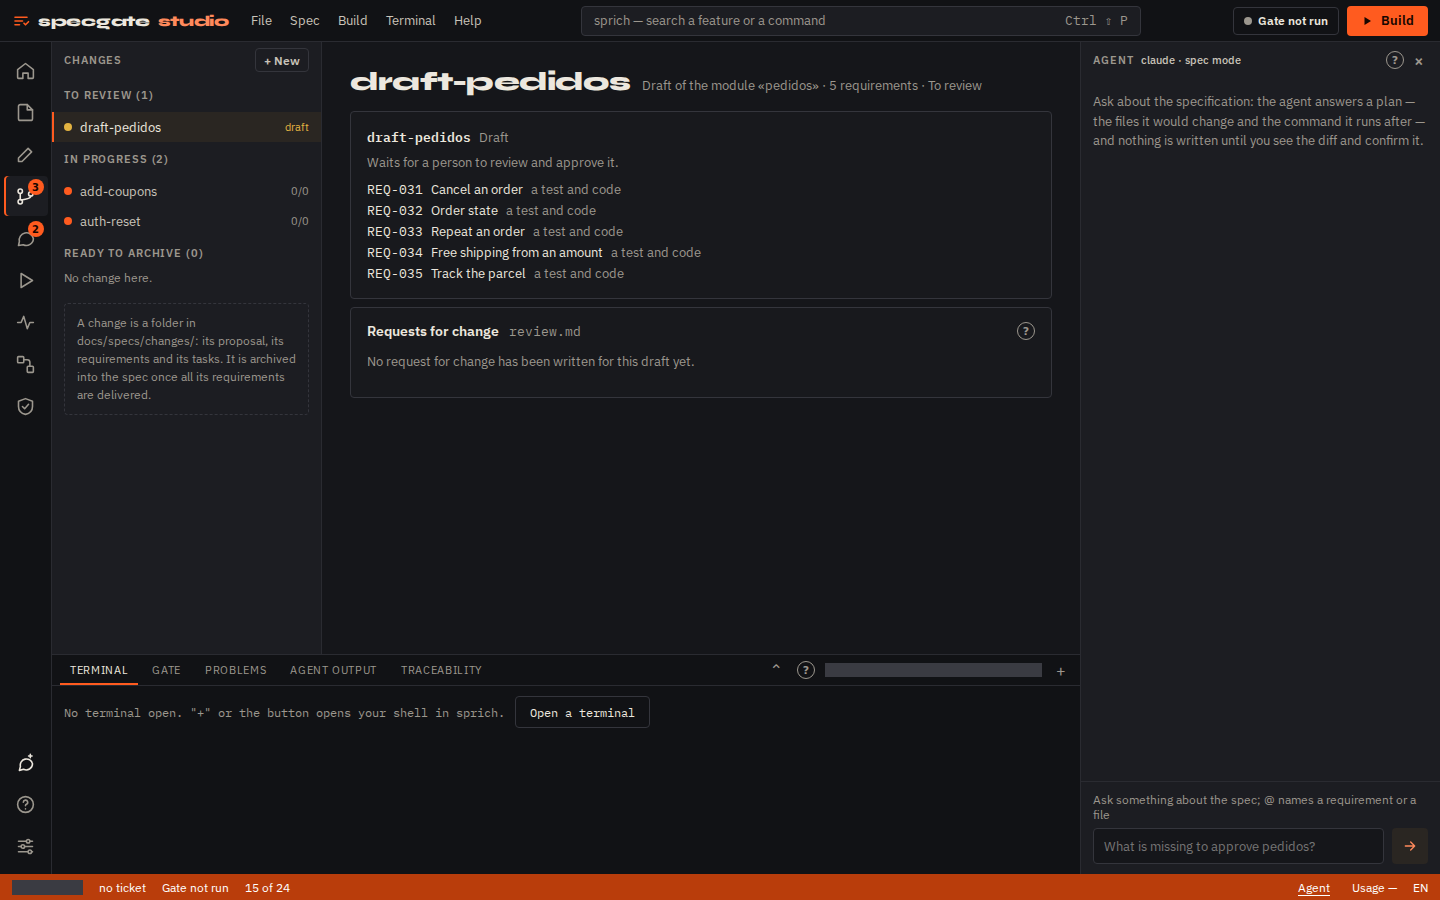 specgate studio
File Spec Build Terminal Help
sprich — search a feature or a command Ctrl ⇧ P
Gate not run
Build
CHANGES
+ New
TO REVIEW (1)
draft-pedidos draft
IN PROGRESS (2)
add-coupons 0/0
auth-reset 0/0
READY TO ARCHIVE (0)
No change here.
A change is a folder in
docs/specs/changes/: its proposal, its
requirements and its tasks. It is archived
into the spec once all its requirements
are delivered.
3
2
draft-pedidos Draft of the module «pedidos» · 5 requirements · To review
draft-pedidos Draft
Waits for a person to review and approve it.
REQ-031 Cancel an order a test and code
REQ-032 Order state a test and code
REQ-033 Repeat an order a test and code
REQ-034 Free shipping from an amount a test and code
REQ-035 Track the parcel a test and code
Requests for change review.md ?
No request for change has been written for this draft yet.
AGENT claude · spec mode ? ×
Ask about the specification: the agent answers a plan —
the files it would change and the command it runs after —
and nothing is written until you see the diff and confirm it.
TERMINAL GATE PROBLEMS AGENT OUTPUT TRACEABILITY ^ ? +
No terminal open. "+" or the button opens your shell in sprich. Open a terminal
Ask something about the spec; @ names a requirement or a
file
What is missing to approve pedidos? →
no ticket Gate not run 15 of 24 Agent Usage — EN